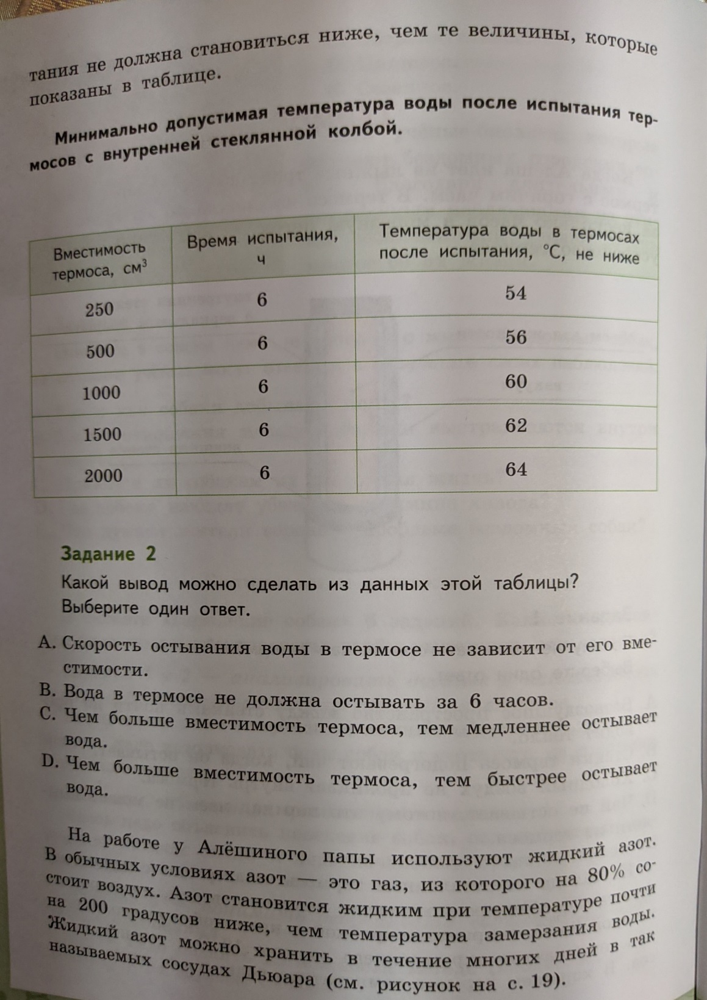 тания не должна становиться ниже, чем те величины, которые
показаны в таблице.
Минимально допустимая температура воды после испытания тер-
мосов с внутренней стеклянной колбой.
Вместимость термоса, см³ Время испытания, ч Температура воды в термосах после испытания, °С, не ниже
250 6 54
500 6 56
1000 6 60
1500 6 62
2000 6 64
Задание 2
Какой вывод можно сделать из данных этой таблицы?
Выберите один ответ.
A. Скорость остывания воды в термосе не зависит от его вме-
стимости.
B. Вода в термосе не должна остывать за 6 часов.
C. Чем больше вместимость термоса, тем медленнее остывает
вода.
D. Чем больше вместимость термоса, тем быстрее остывает
вода.
На работе у Алёшиного папы используют жидкий азот.
В обычных условиях азот — это газ, из которого на 80% со-
стоит воздух. Азот становится жидким при температуре почти
на 200 градусов ниже, чем температура замерзания воды.
Жидкий азот можно хранить в течение многих дней в так
называемых сосудах Дьюара (см. рисунок на с. 19).